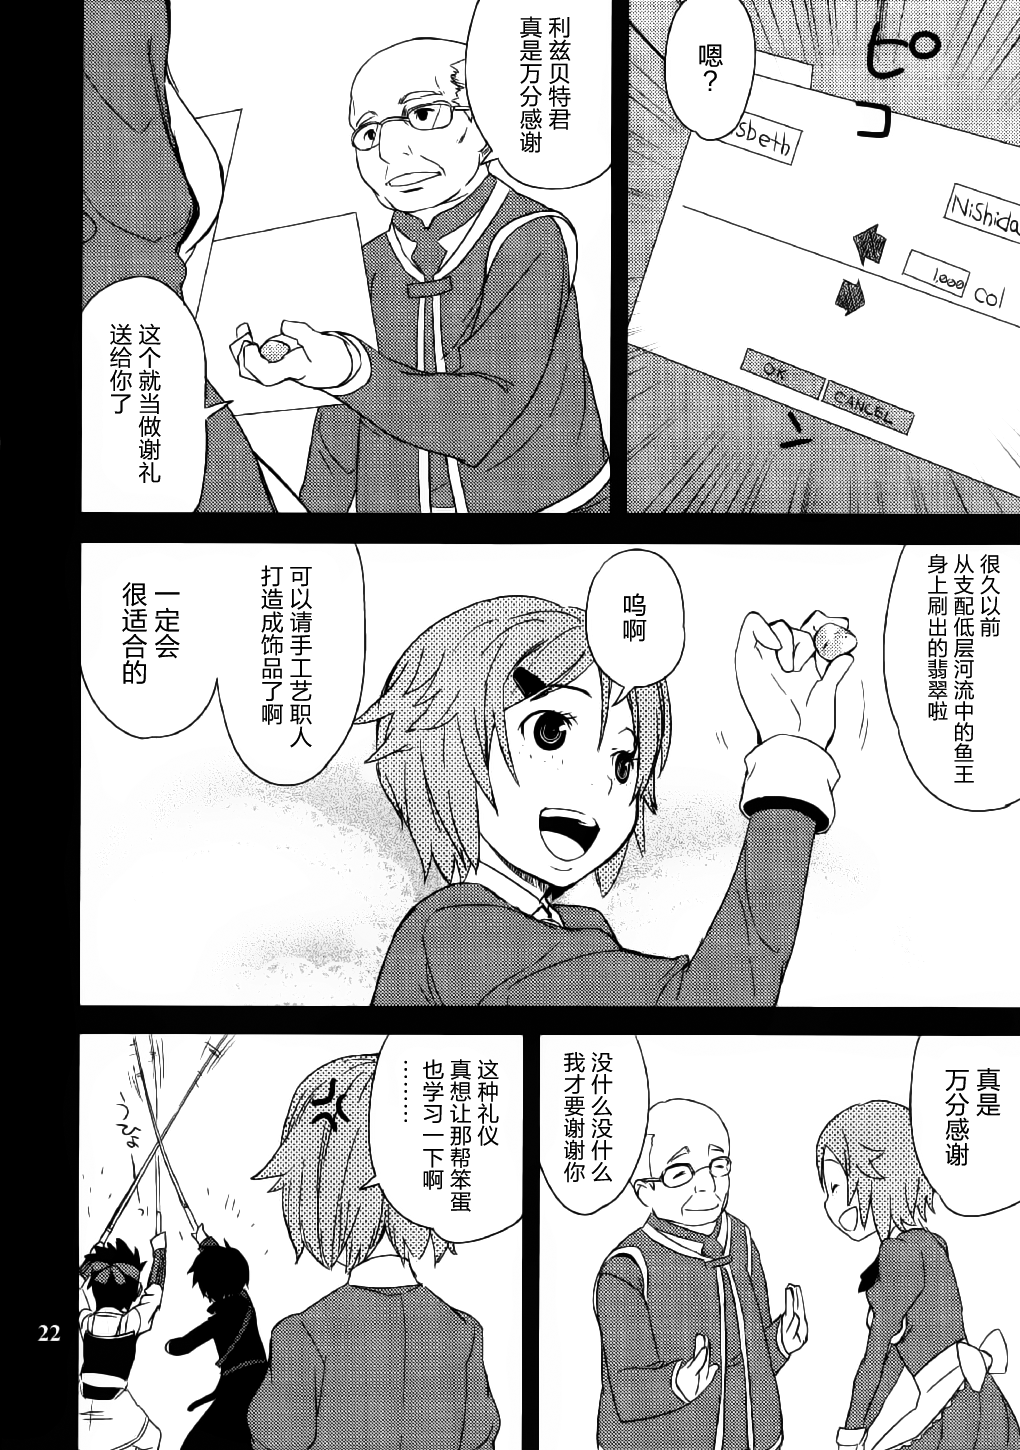 嗯？
ピコ
sbeth
Nishida
1,000
Col
OK
CANCEL
利兹贝特君
真是万分感谢
这个就当做谢礼
送给你了
很久以前
从支配低层河流中的鱼王
身上刷出的翡翠啦
呜啊
可以请手工艺职人
打造成饰品了啊
一定会
很适合的
真是
万分感谢
没什么没什么
我才要谢谢你
这种礼仪
真想让那帮笨蛋
也学习一下啊
………
うひょ
22